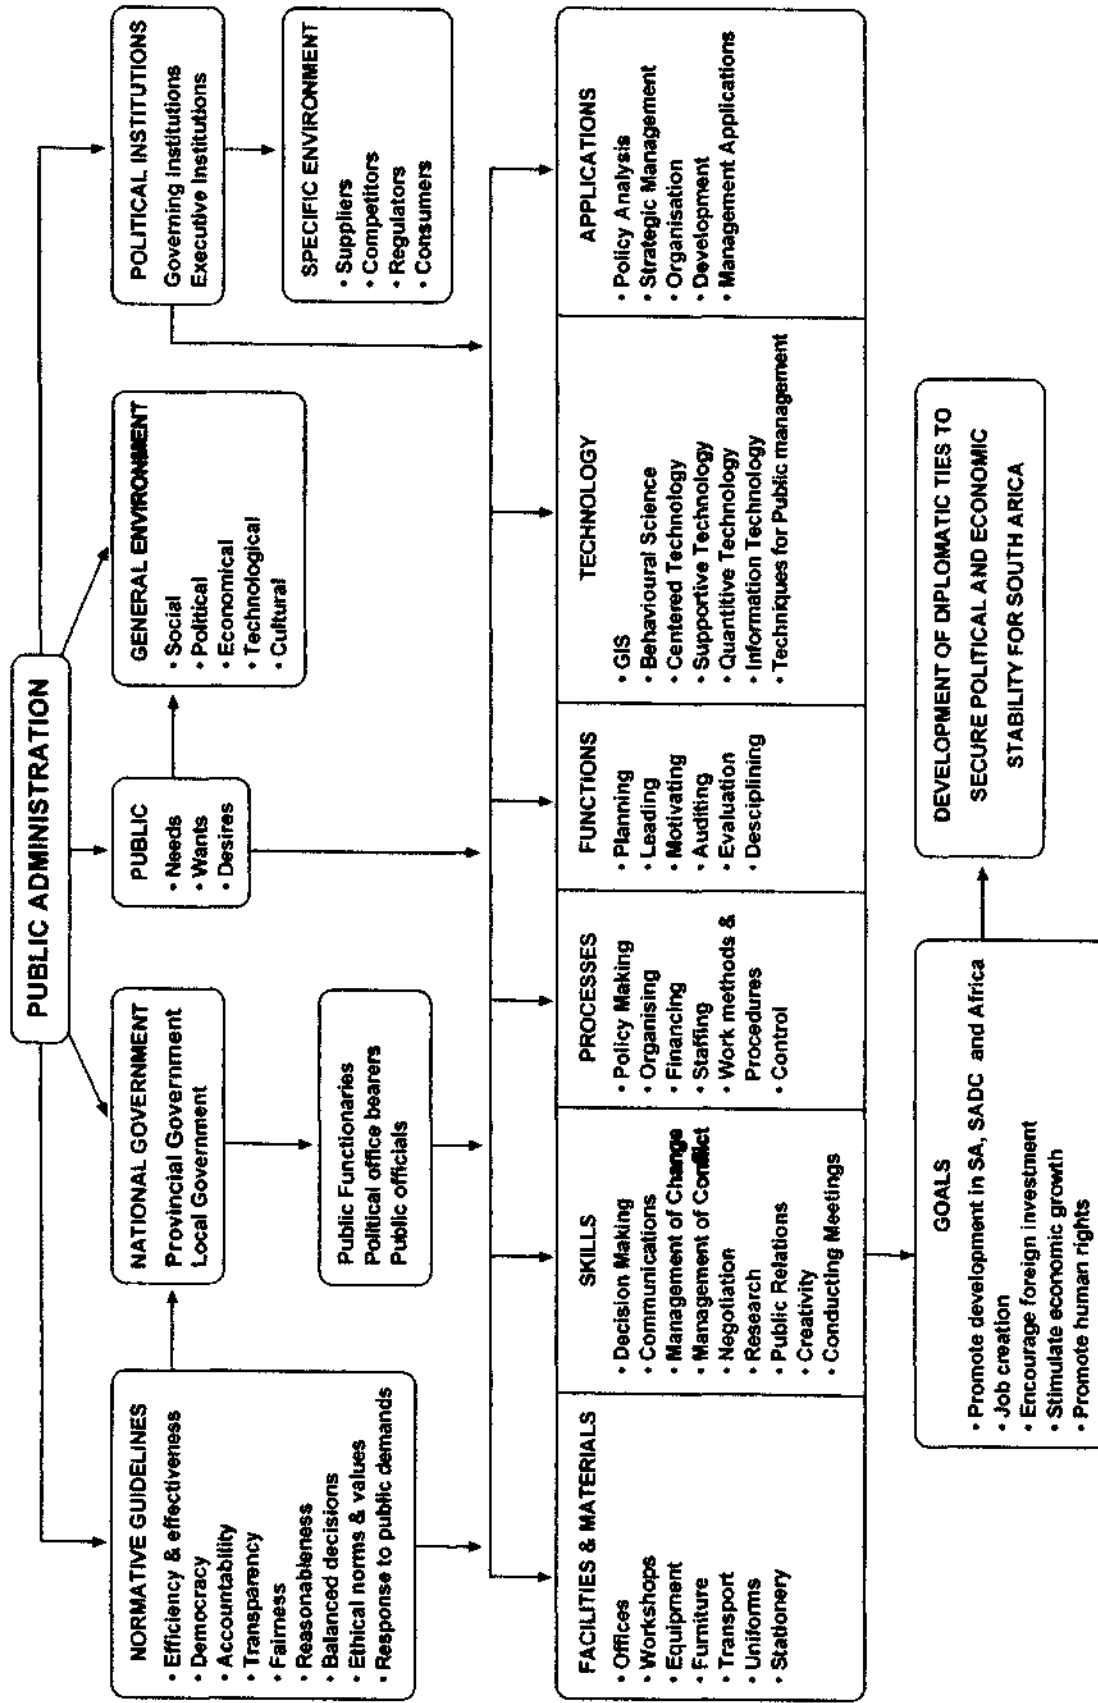 PUBLIC ADMINISTRATION
NORMATIVE GUIDELINES
• Efficiency & effectiveness
• Democracy
• Accountability
• Transparency
• Fairness
• Reasonableness
• Balanced decisions
• Ethical norms & values
• Response to public demands
NATIONAL GOVERNMENT
Provincial Government
Local Government
Public Functionaries
Political office bearers
Public officials
PUBLIC
• Needs
• Wants
• Desires
GENERAL ENVIRONMENT
• Social
• Political
• Economical
• Technological
• Cultural
POLITICAL INSTITUTIONS
Governing Institutions
Executive Institutions
SPECIFIC ENVIRONMENT
• Suppliers
• Competitors
• Regulators
• Consumers
FACILITIES & MATERIALS
• Offices
• Workshops
• Equipment
• Furniture
• Transport
• Uniforms
• Stationery
SKILLS
• Decision Making
• Communications
• Management of Change
• Management of Conflict
• Negotiation
• Research
• Public Relations
• Creativity
• Conducting Meetings
PROCESSES
• Policy Making
• Organising
• Financing
• Staffing
• Work methods &
Procedures
• Control
FUNCTIONS
• Planning
• Leading
• Motivating
• Auditing
• Evaluation
• Desciplining
TECHNOLOGY
• GIS
• Behavioural Science
• Centered Technology
• Supportive Technology
• Quantitive Technology
• Information Technology
• Techniques for Public management
APPLICATIONS
• Policy Analysis
• Strategic Management
• Organisation
• Development
• Management Applications
GOALS
• Promote development in SA, SADC and Africa
• Job creation
• Encourage foreign investment
• Stimulate economic growth
• Promote human rights
DEVELOPMENT OF DIPLOMATIC TIES TO
SECURE POLITICAL AND ECONOMIC
STABILITY FOR SOUTH ARICA